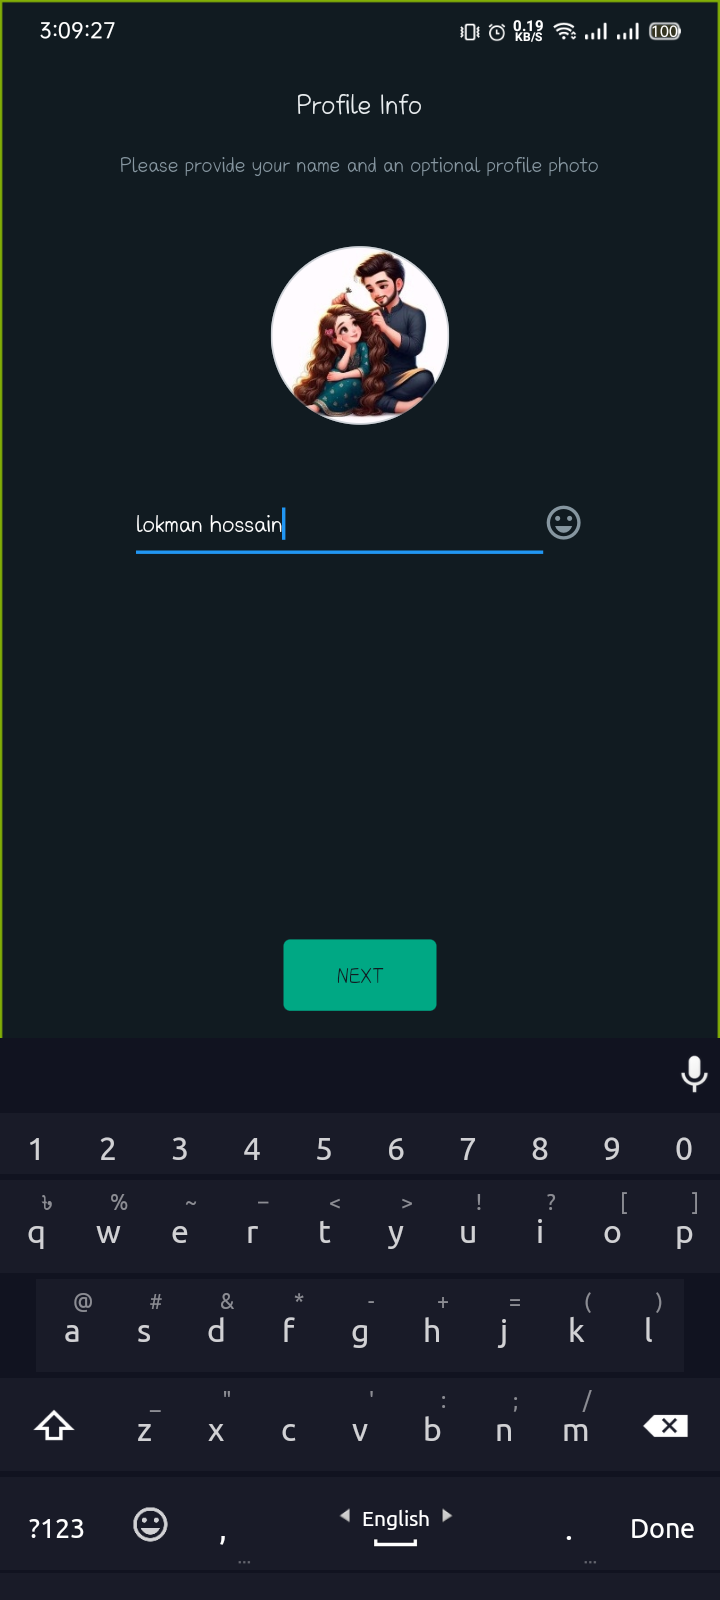 3:09:27 0.19 KB/S 100
Profile Info
Please provide your name and an optional profile photo
lokman hossain
NEXT
1 2 3 4 5 6 7 8 9 0
৳ % ~ – < > ! ? [ ]
q w e r t y u i o p
@ # & * - + = ( )
a s d f g h j k l
_ " ' : ; /
z x c v b n m
?123 , English . Done
... ...